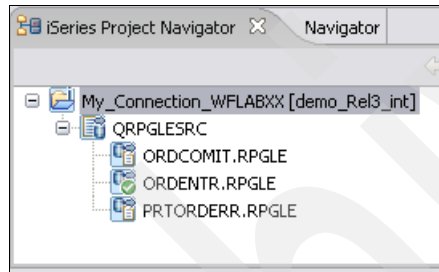 iSeries Project Navigator Navigator
My_Connection_WFLABXX [demo_Rel3_int]
QRPGLESRC
ORDCOMIT.RPGLE
ORDENTR.RPGLE
PRTORDERR.RPGLE